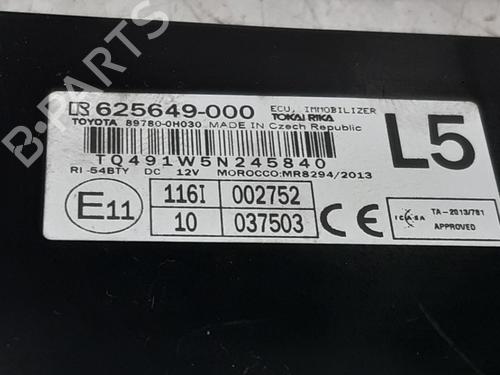 625649-000 ECU, IMMOBILIZER
TOKAI RIKA
TOYOTA 89780-0H030 MADE IN Czech Republic
L5
TQ491W5N245840
RI-54BTY DC 12V MOROCCO:MR8294/2013
E11 116I 002752
10 037503
CE
ICASA TA-2013/781
APPROVED